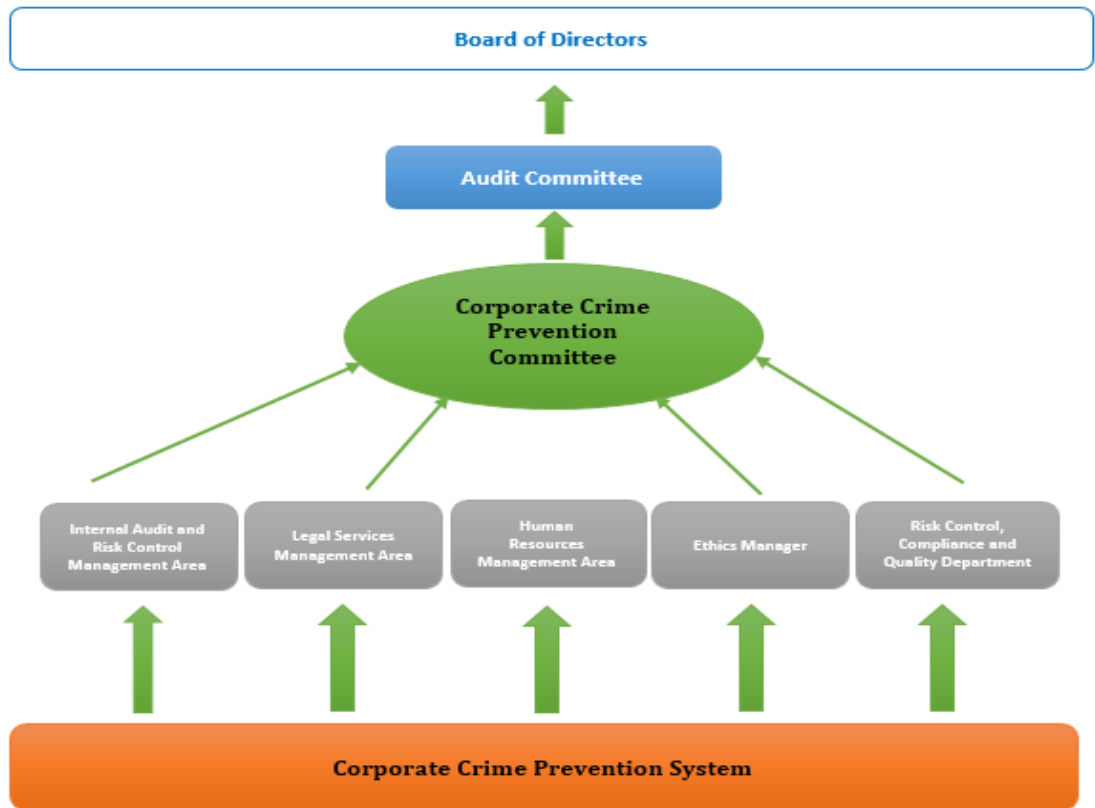 Board of Directors
Audit Committee
Corporate Crime
Prevention
Committee
Internal Audit and
Risk Control
Management Area
Legal Services
Management Area
Human
Resources
Management Area
Ethics Manager
Risk Control,
Compliance and
Quality Department
Corporate Crime Prevention System